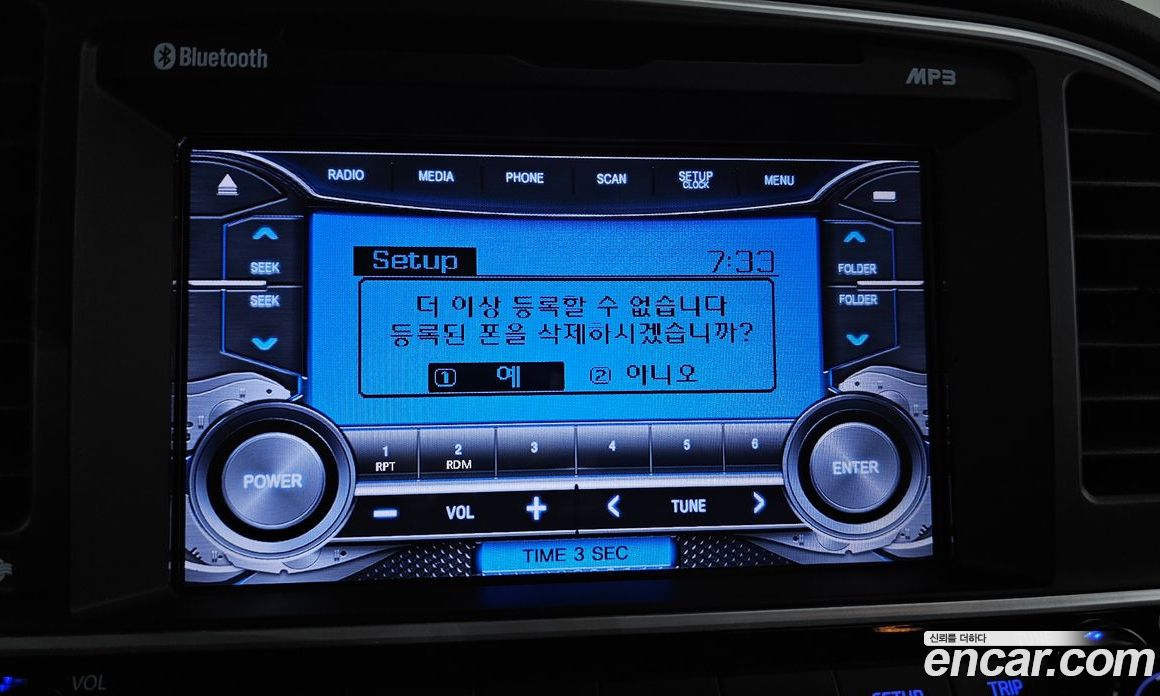 Bluetooth
MP3
RADIO MEDIA PHONE SCAN SETUP MENU
CLOCK
Setup 7:33
SEEK FOLDER
SEEK FOLDER
더 이상 등록할 수 없습니다
등록된 폰을 삭제하시겠습니까?
1 예 2 아니오
1 2 3 4 5 6
RPT RDM
POWER ENTER
VOL + < TUNE >
TIME 3 SEC
신뢰를 더하다
encar.com
VOL SETUP TRIP